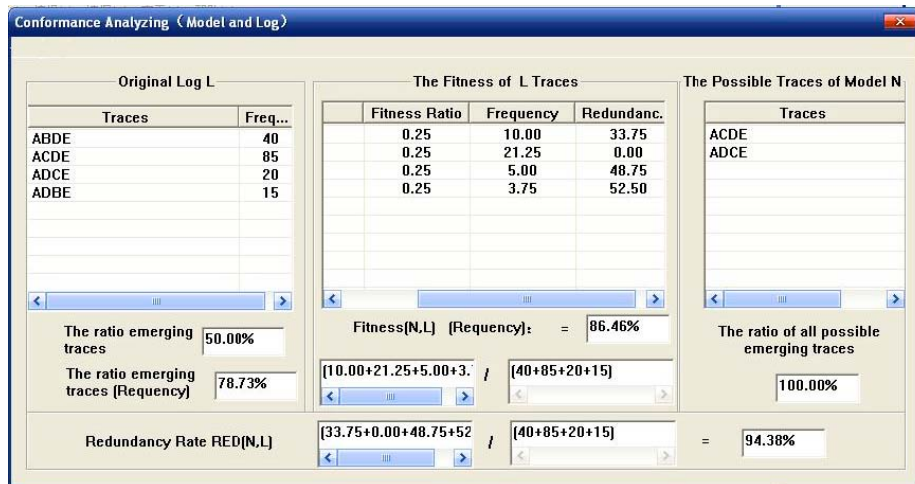 Conformance Analyzing（Model and Log）
Original Log L
Traces Freq...
ABDE 40
ACDE 85
ADCE 20
ADBE 15
The ratio emerging traces 50.00%
The ratio emerging traces (Requency) 78.73%
The Fitness of L Traces
Fitness Ratio Frequency Redundanc.
0.25 10.00 33.75
0.25 21.25 0.00
0.25 5.00 48.75
0.25 3.75 52.50
Fitness(N,L) (Requency): = 86.46%
(10.00+21.25+5.00+3. / (40+85+20+15)
The Possible Traces of Model N
Traces
ACDE
ADCE
The ratio of all possible
emerging traces
100.00%
Redundancy Rate RED(N,L) (33.75+0.00+48.75+52 / (40+85+20+15) = 94.38%